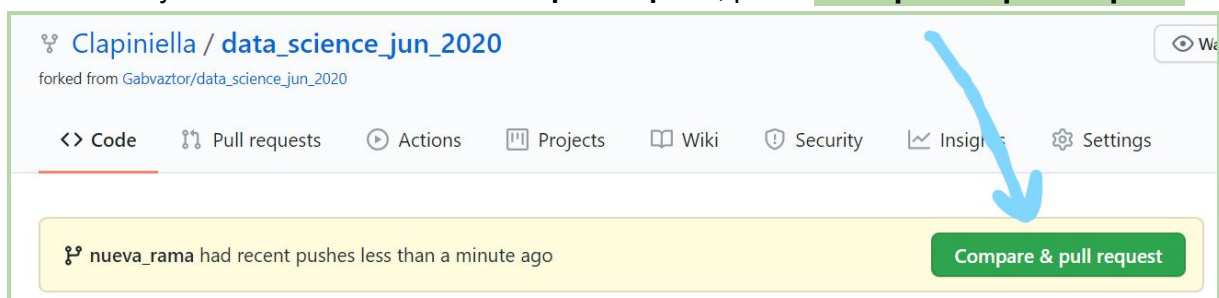 Clapiniella / data_science_jun_2020
forked from Gabvaztor/data_science_jun_2020
<> Code Pull requests Actions Projects Wiki Security Insights Settings
nueva_rama had recent pushes less than a minute ago
Compare & pull request